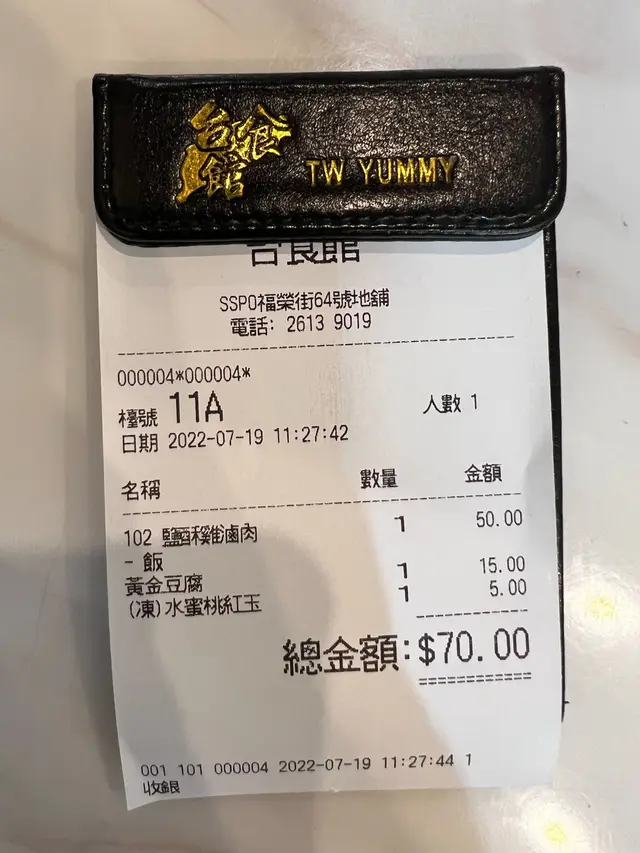 台食館
TW YUMMY
台食館
SSPO福榮街64號地舖
電話: 2613 9019
000004*000004*
檯號 11A 人數 1
日期 2022-07-19 11:27:42
名稱 數量 金額
102 鹽酥雞滷肉 1 50.00
- 飯
黃金豆腐 1 15.00
(凍)水蜜桃紅玉 1 5.00
總金額:$70.00
001 101 000004 2022-07-19 11:27:44 1
收銀